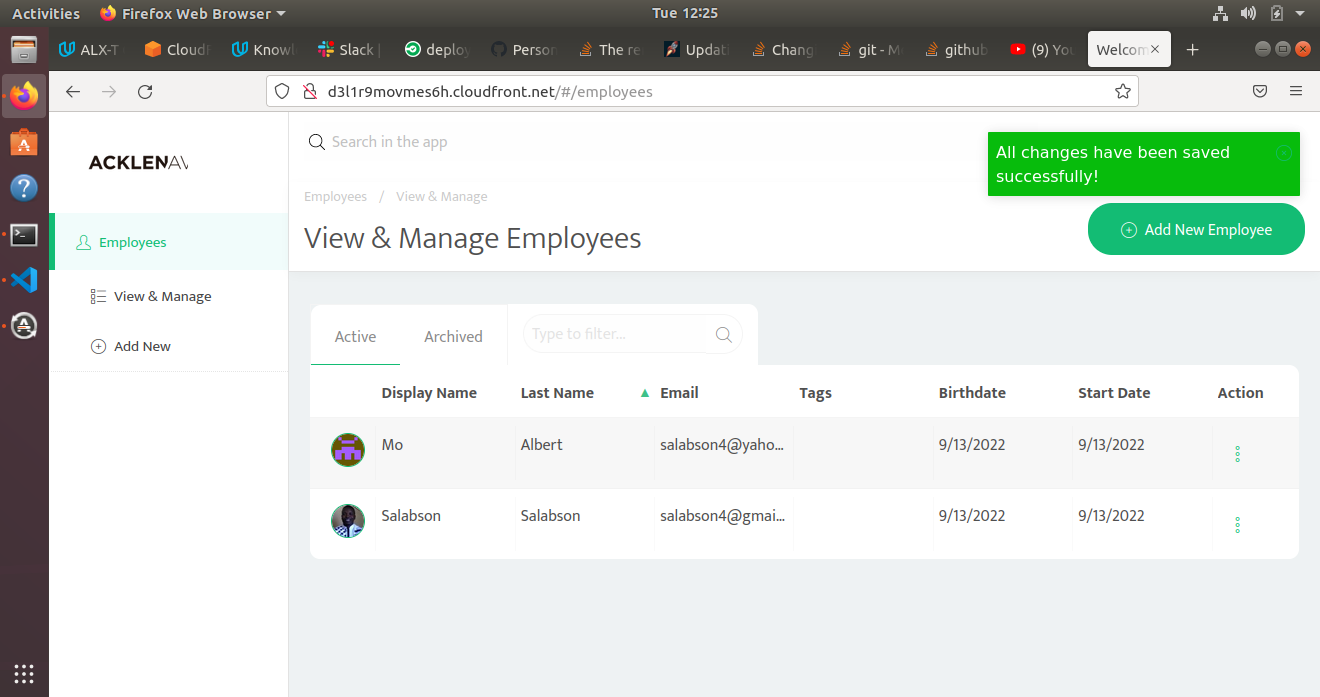 Activities Firefox Web Browser Tue 12:25
ALX-T CloudF Knowl Slack | deploy Person The re Updat Chang git - M github (9) Yo Welcom
d3l1r9movmes6h.cloudfront.net/#/employees
ACKLENAV
Search in the app
All changes have been saved
successfully!
Employees / View & Manage
View & Manage Employees
Add New Employee
Employees
View & Manage
Add New
Active Archived Type to filter...
Display Name Last Name Email Tags Birthdate Start Date Action
Mo Albert salabson4@yaho... 9/13/2022 9/13/2022
Salabson Salabson salabson4@gmai... 9/13/2022 9/13/2022